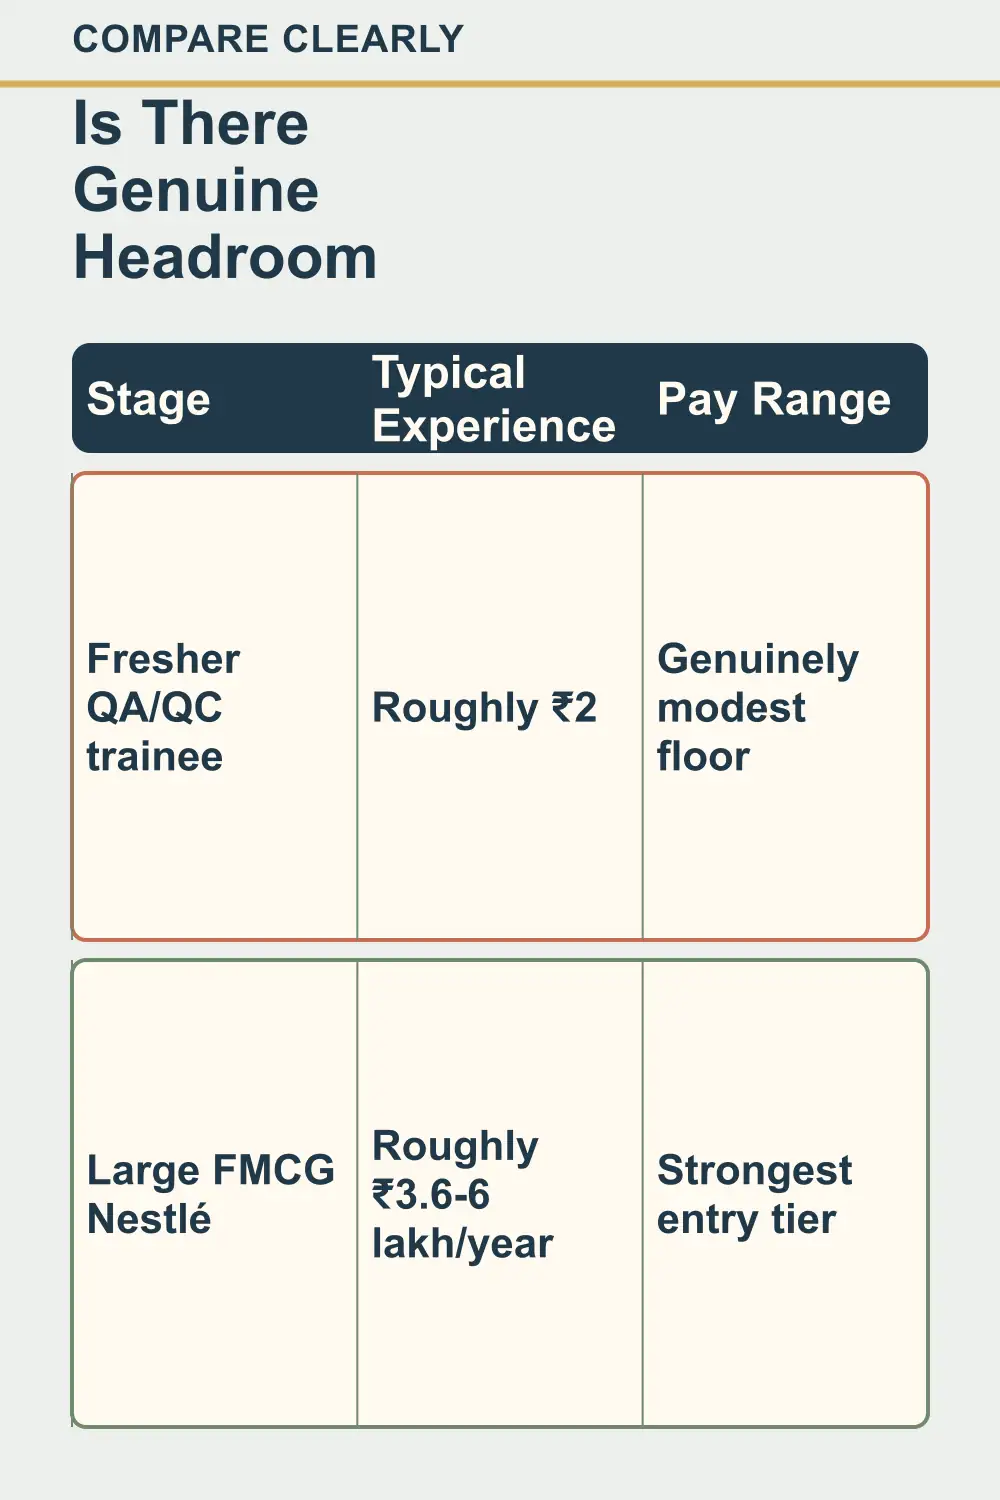 COMPARE CLEARLY
Is There
Genuine
Headroom
Stage
Typical
Experience
Pay Range
Fresher
QA/QC
trainee
Roughly ₹2
Genuinely
modest
floor
Large FMCG
Nestlé
Roughly
₹3.6-6
lakh/year
Strongest
entry tier